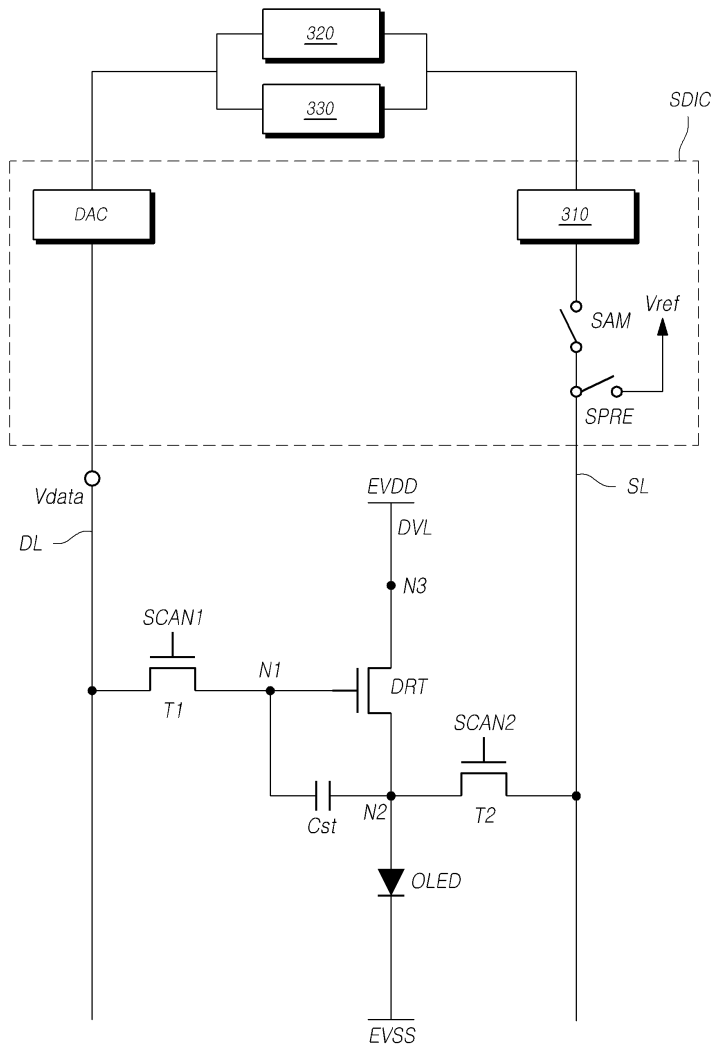 320
330
SDIC
DAC
310
SAM
Vref
SPRE
Vdata
EVDD
SL
DL
DVL
N3
SCAN1
N1
DRT
T1
SCAN2
Cst
N2
T2
OLED
EVSS